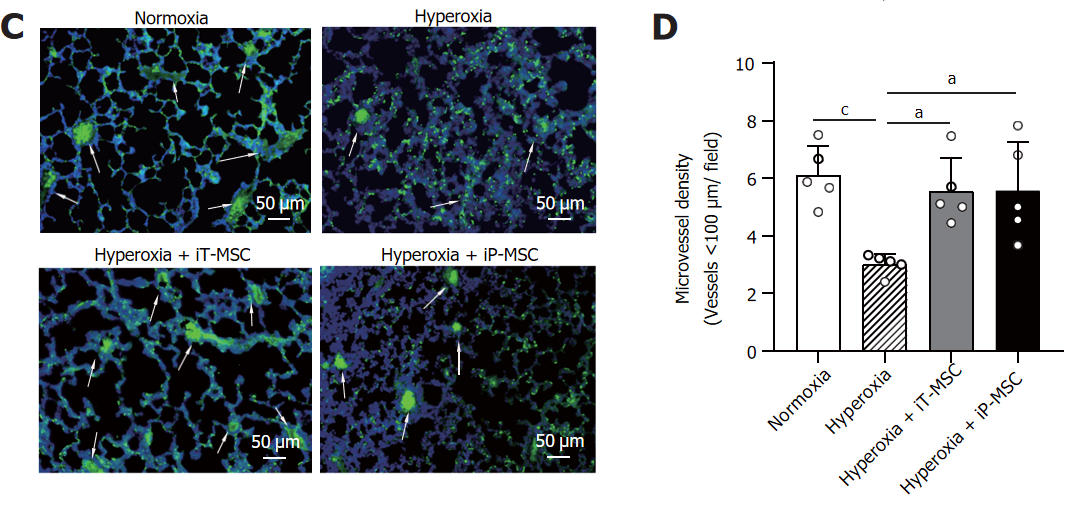 C
Normoxia
Hyperoxia
50 µm
50 µm
Hyperoxia + iT-MSC
Hyperoxia + iP-MSC
50 µm
50 µm
D
Microvessel density
(Vessels <100 µm/ field)
10
8
6
4
2
0
a
c
a
Normoxia
Hyperoxia
Hyperoxia + iT-MSC
Hyperoxia + iP-MSC